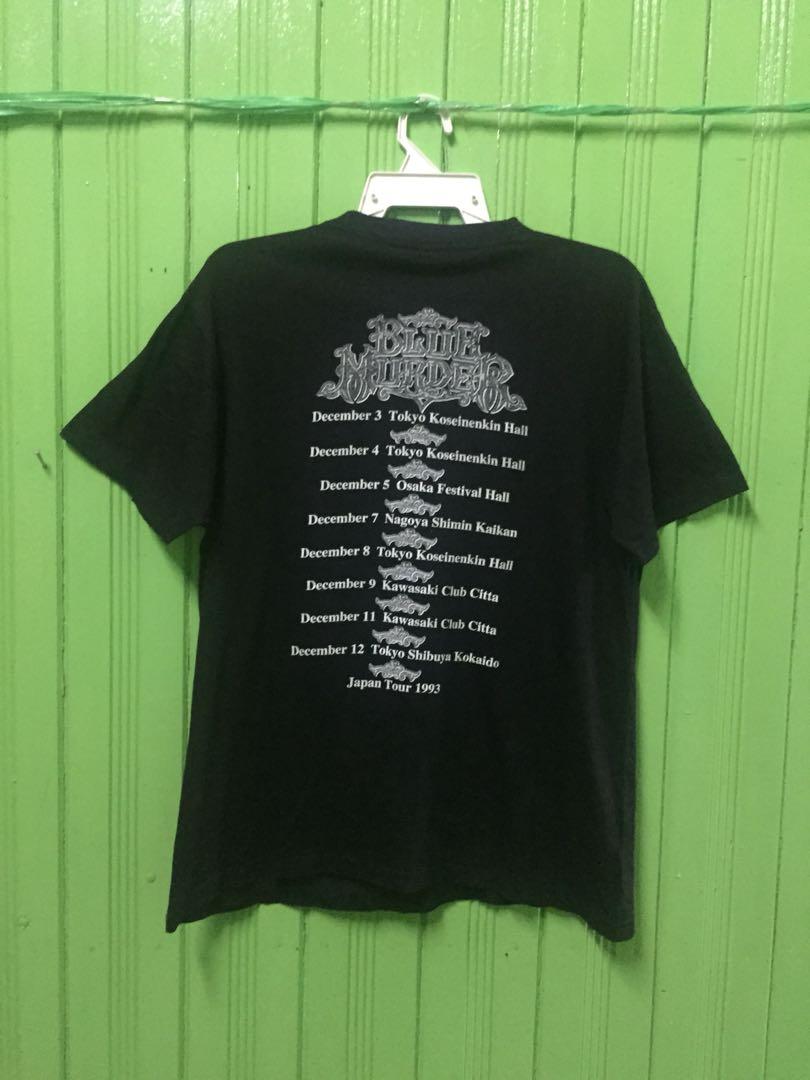 BLUE
MURDER
December 3 Tokyo Koseinenkin Hall
December 4 Tokyo Koseinenkin Hall
December 5 Osaka Festival Hall
December 7 Nagoya Shimin Kaikan
December 8 Tokyo Koseinenkin Hall
December 9 Kawasaki Club Citta
December 11 Kawasaki Club Citta
December 12 Tokyo Shibuya Kokaido
Japan Tour 1993